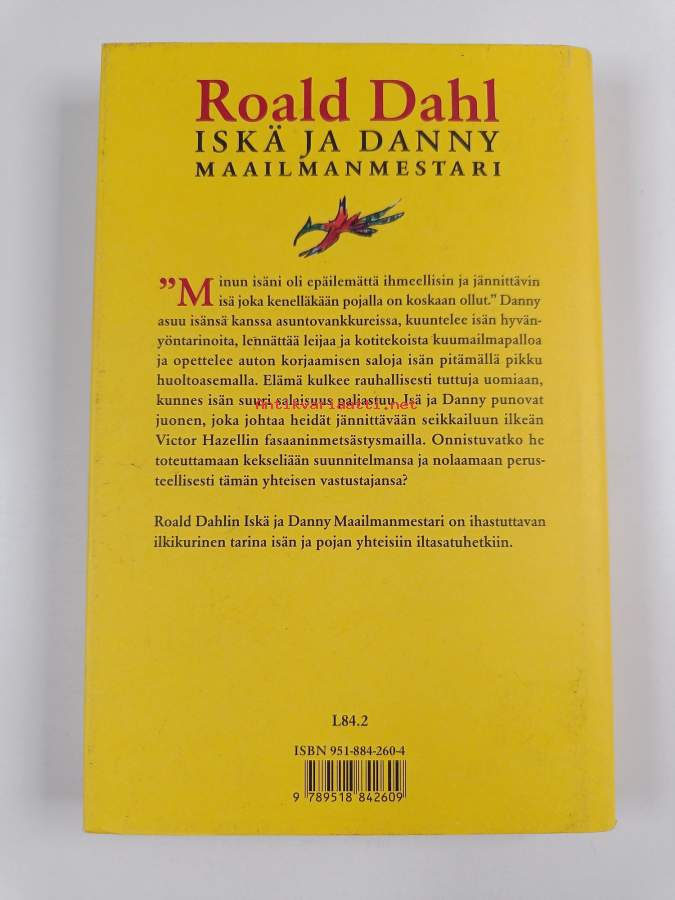 Roald Dahl
ISKÄ JA DANNY
MAAILMANMESTARI
”Minun isäni oli epäilemättä ihmeellisin ja jännittävin
isä joka kenelläkään pojalla on koskaan ollut.” Danny
asuu isänsä kanssa asuntovankkureissa, kuuntelee isän hyvän-
yöntarinoita, lennättää leijaa ja kotitekoista kuumailmapalloa
ja opettelee auton korjaamisen saloja isän pitämällä pikku
huoltoasemalla. Elämä kulkee rauhallisesti tuttuja uomiaan,
kunnes isän suuri salaisuus paljastuu. Isä ja Danny punovat
Antikvariaatti.net
juonen, joka johtaa heidät jännittävään seikkailuun ilkeän
Victor Hazellin fasaaninmetsästysmailla. Onnistuvatko he
toteuttamaan kekseliään suunnitelmansa ja nolaamaan perus-
teellisesti tämän yhteisen vastustajansa?
Roald Dahlin Iskä ja Danny Maailmanmestari on ihastuttavan
ilkikurinen tarina isän ja pojan yhteisiin iltasatuhetkiin.
L84.2
ISBN 951-884-260-4
9 789518 842609